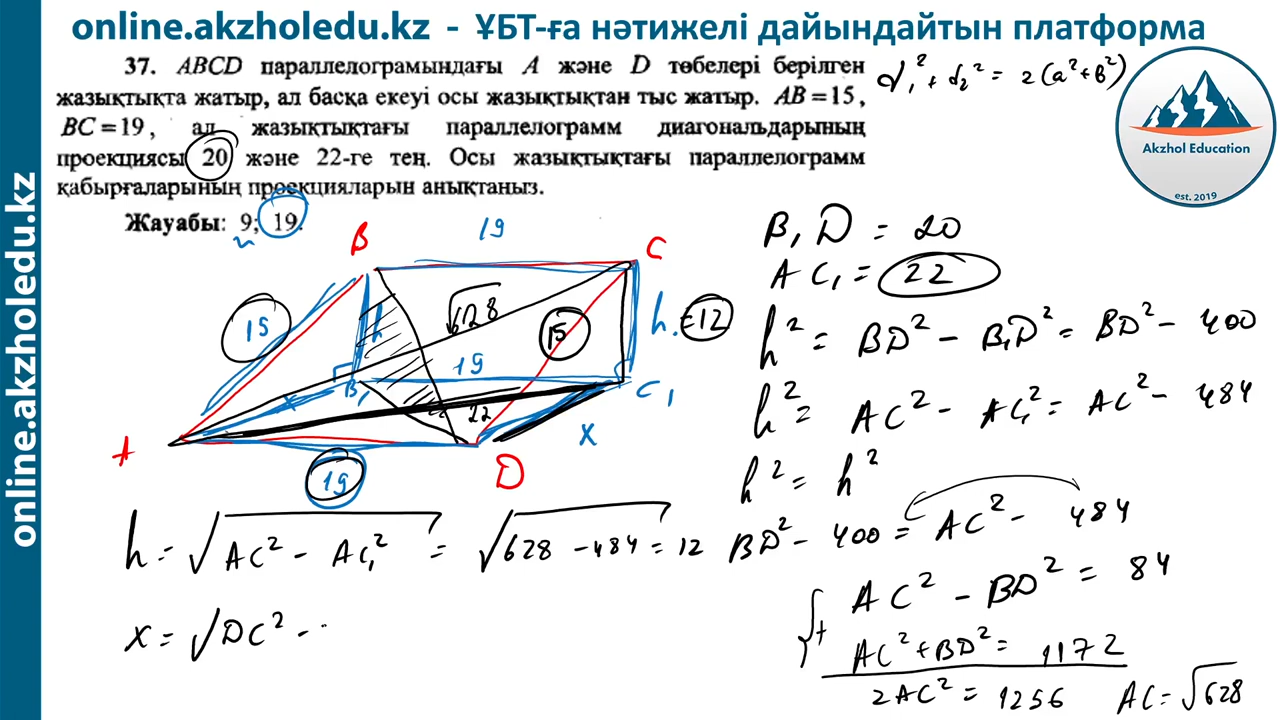 online.akzholedu.kz - ҰБТ-ға нәтижелі дайындайтын платформа
37. ABCD параллелограмындағы A және D төбелері берілген
жазықтықта жатыр, ал басқа екеуі осы жазықтықтан тыс жатыр. AB=15,
BC=19, ал жазықтықтағы параллелограмм диагональдарының
проекциясы 20 және 22-ге тең. Осы жазықтықтағы параллелограмм
қабырғаларының проекцияларын анықтаңыз.
Жауабы: 9; 19.
d₁² + d₂² = 2(a²+b²)
Akzhol Education
est. 2019
online.akzholedu.kz
B
19
C
15
√628
h
15
h = 12
19
B₁
C₁
x
22
x
A
19
D
B₁D = 20
AC₁ = 22
h² = BD² - B₁D² = BD² - 400
h² = AC² - AC₁² = AC² - 484
h² = h²
BD² - 400 = AC² - 484
AC² - BD² = 84
+
AC² + BD² = 1172
2AC² = 1256 AC = √628
h = √AC² - AC₁² = √628 - 484 = 12
x = √DC² -